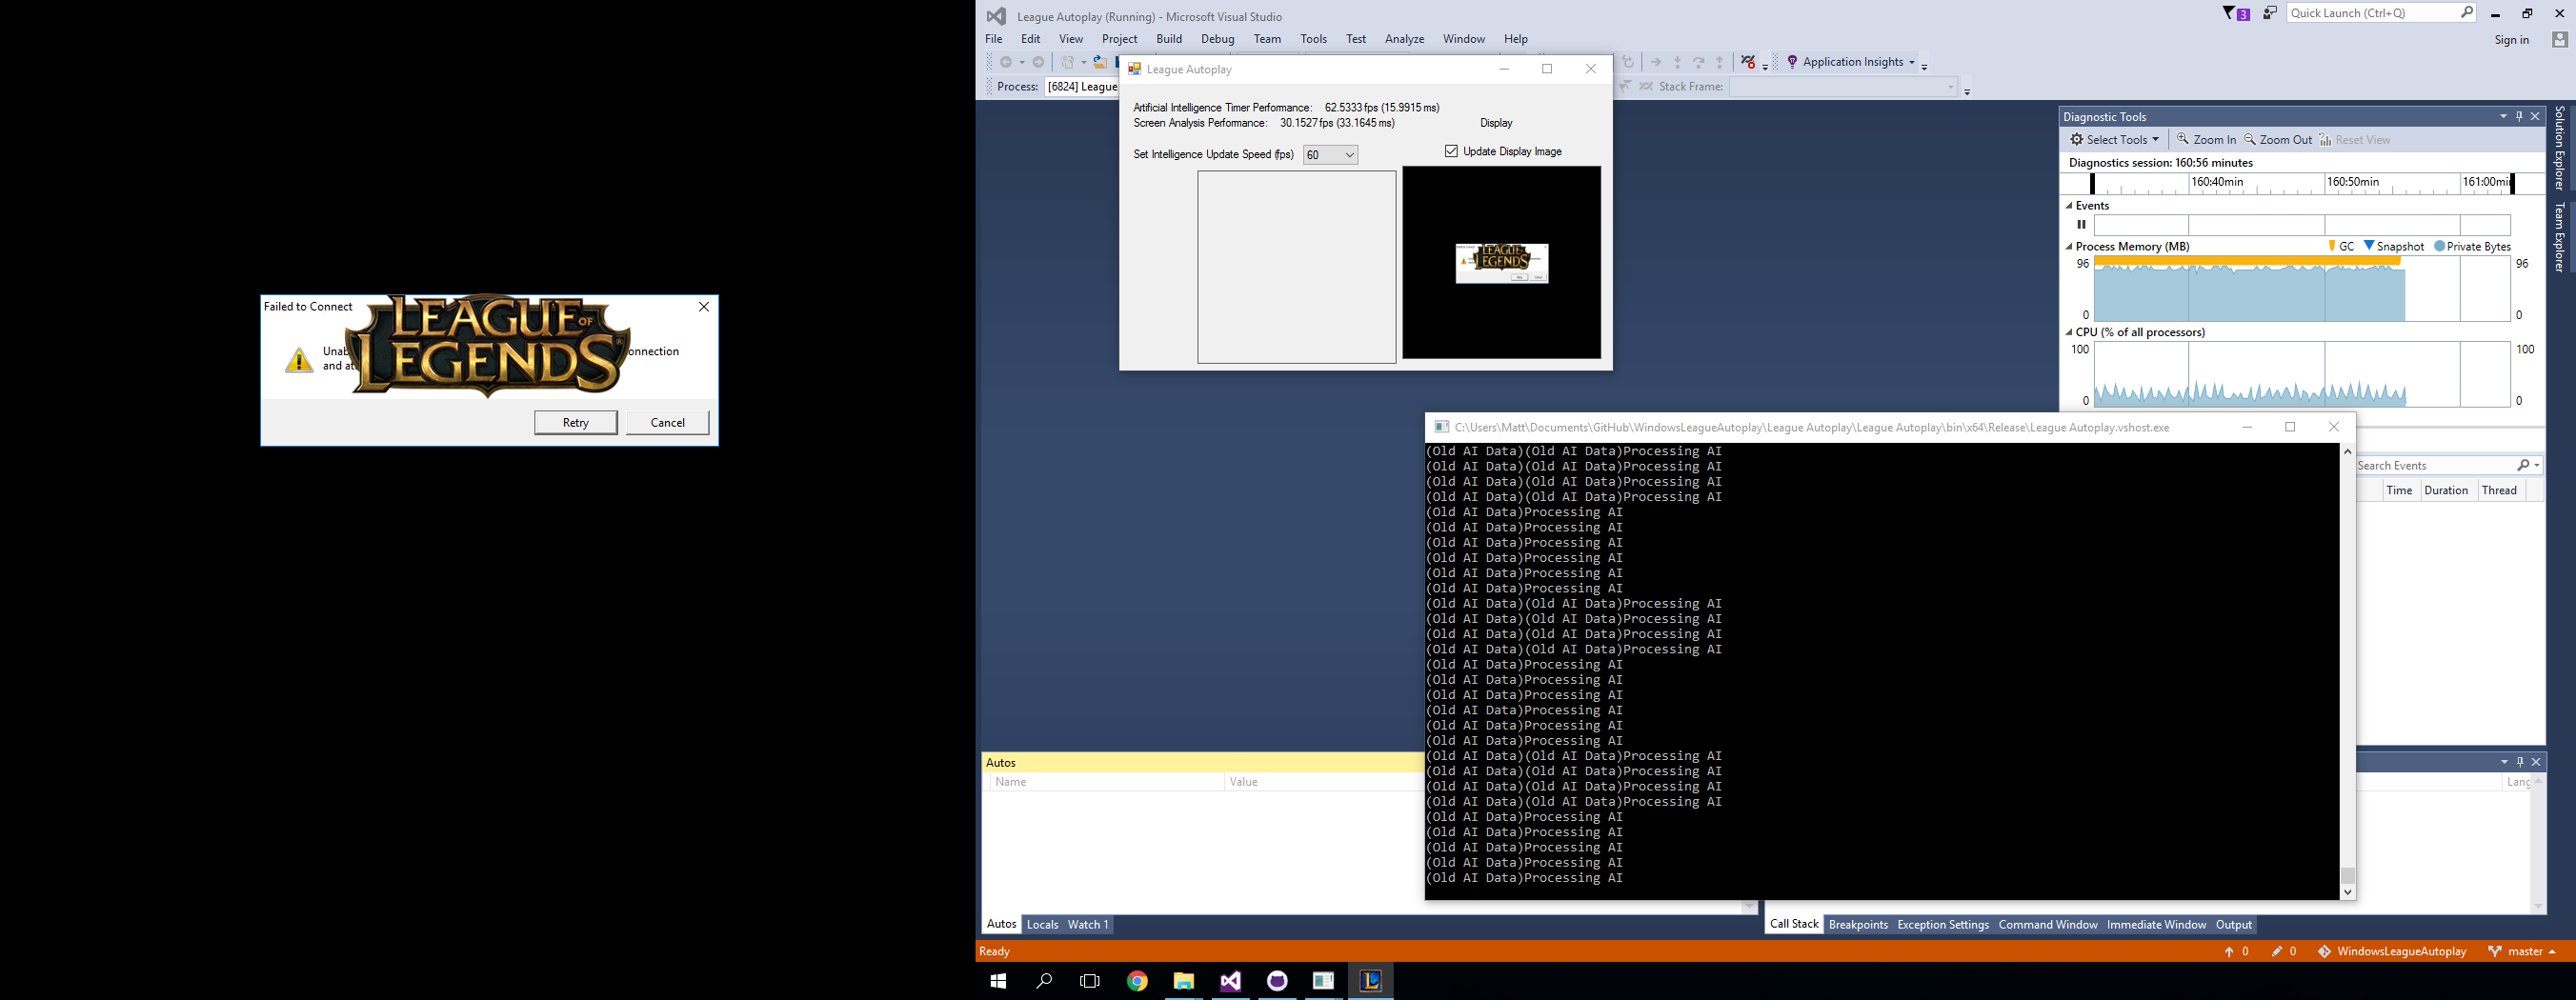 Failed to Connect
LEAGUE OF LEGENDS
Unab
onnection
and at
Retry
Cancel
League Autoplay (Running) - Microsoft Visual Studio
3
Quick Launch (Ctrl+Q)
File Edit View Project Build Debug Team Tools Test Analyze Window Help
Sign in
Application Insights
Process: [6824] League
Stack Frame:
League Autoplay
Artificial Intelligence Timer Performance: 62.5333 fps (15.9915 ms)
Screen Analysis Performance: 30.1527 fps (33.1645 ms)
Display
Set Intelligence Update Speed (fps) 60
Update Display Image
LEAGUE LEGENDS
Diagnostic Tools
Select Tools Zoom In Zoom Out Reset View
Diagnostics session: 160:56 minutes
160:40min 160:50min 161:00mi
Events
Process Memory (MB) GC Snapshot Private Bytes
96 96
0 0
CPU (% of all processors)
100 100
0 0
Solution Explorer
Team Explorer
Search Events
Time Duration Thread
C:\Users\Matt\Documents\GitHub\WindowsLeagueAutoplay\League Autoplay\League Autoplay\bin\x64\Release\League Autoplay.vshost.exe
(Old AI Data)(Old AI Data)Processing AI
(Old AI Data)(Old AI Data)Processing AI
(Old AI Data)(Old AI Data)Processing AI
(Old AI Data)(Old AI Data)Processing AI
(Old AI Data)Processing AI
(Old AI Data)Processing AI
(Old AI Data)Processing AI
(Old AI Data)Processing AI
(Old AI Data)Processing AI
(Old AI Data)Processing AI
(Old AI Data)(Old AI Data)Processing AI
(Old AI Data)(Old AI Data)Processing AI
(Old AI Data)(Old AI Data)Processing AI
(Old AI Data)(Old AI Data)Processing AI
(Old AI Data)Processing AI
(Old AI Data)Processing AI
(Old AI Data)Processing AI
(Old AI Data)Processing AI
(Old AI Data)Processing AI
(Old AI Data)Processing AI
(Old AI Data)(Old AI Data)Processing AI
(Old AI Data)(Old AI Data)Processing AI
(Old AI Data)(Old AI Data)Processing AI
(Old AI Data)(Old AI Data)Processing AI
(Old AI Data)Processing AI
(Old AI Data)Processing AI
(Old AI Data)Processing AI
(Old AI Data)Processing AI
(Old AI Data)Processing AI
Autos
Name Value
Lang
Autos Locals Watch 1
Call Stack Breakpoints Exception Settings Command Window Immediate Window Output
Ready
0 0 WindowsLeagueAutoplay master